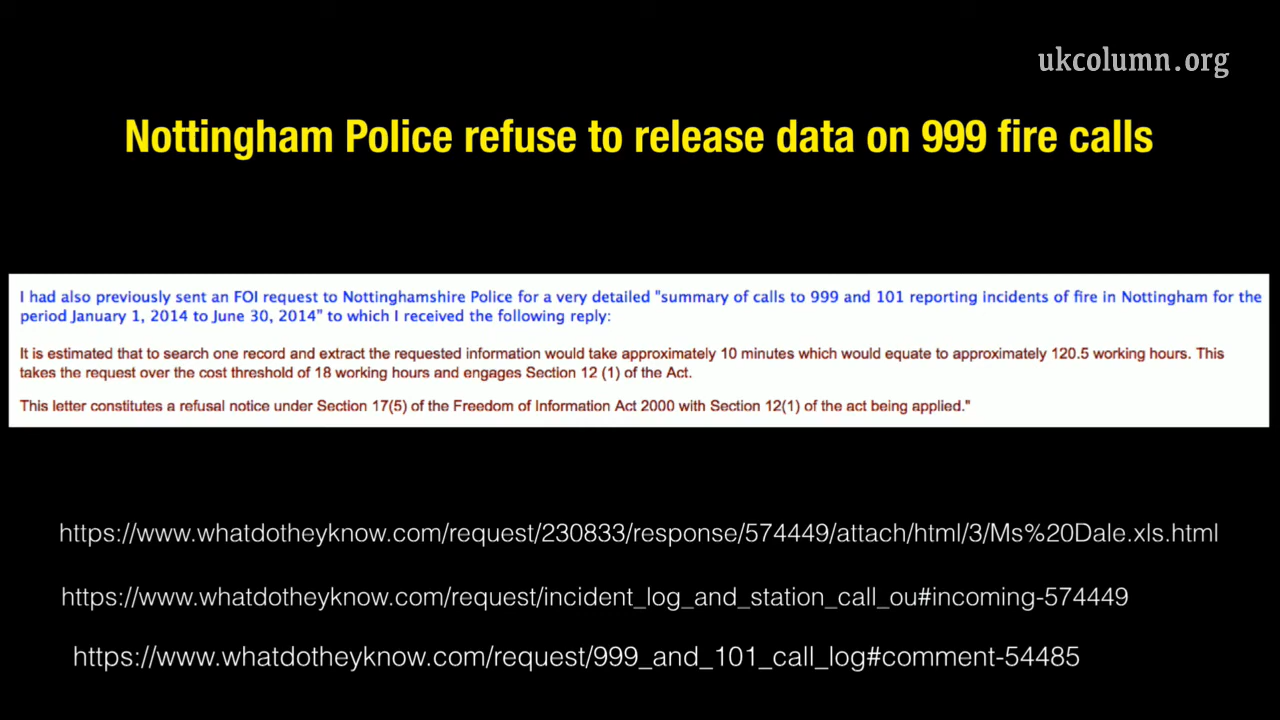 ukcolumn.org
Nottingham Police refuse to release data on 999 fire calls
I had also previously sent an FOI request to Nottinghamshire Police for a very detailed "summary of calls to 999 and 101 reporting incidents of fire in Nottingham for the
period January 1, 2014 to June 30, 2014" to which I received the following reply:
It is estimated that to search one record and extract the requested information would take approximately 10 minutes which would equate to approximately 120.5 working hours. This
takes the request over the cost threshold of 18 working hours and engages Section 12 (1) of the Act.
This letter constitutes a refusal notice under Section 17(5) of the Freedom of Information Act 2000 with Section 12(1) of the act being applied."
https://www.whatdotheyknow.com/request/230833/response/574449/attach/html/3/Ms%20Dale.xls.html
https://www.whatdotheyknow.com/request/incident_log_and_station_call_ou#incoming-574449
https://www.whatdotheyknow.com/request/999_and_101_call_log#comment-54485